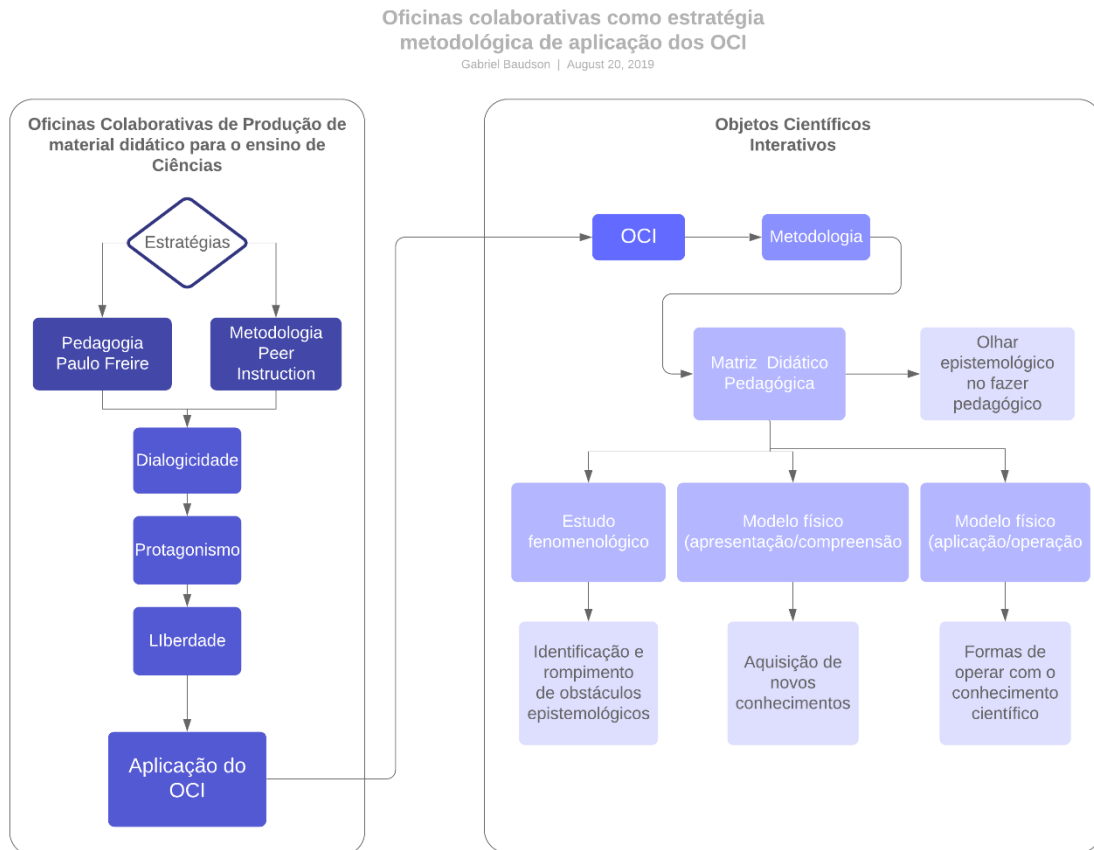 Oficinas colaborativas como estratégia
metodológica de aplicação dos OCI
Gabriel Baudson | August 20, 2019
Oficinas Colaborativas de Produção de
material didático para o ensino de
Ciências
Estratégias
Pedagogia
Paulo Freire
Metodologia
Peer
Instruction
Dialogicidade
Protagonismo
LIberdade
Aplicação do
OCI
Objetos Científicos
Interativos
OCI
Metodologia
Matriz Didático
Pedagógica
Olhar
epistemológico
no fazer
pedagógico
Estudo
fenomenológico
Modelo físico
(apresentação/compreensão
Modelo físico
(aplicação/operação
Identificação e
rompimento
de obstáculos
epistemológicos
Aquisição de
novos
conhecimentos
Formas de
operar com o
conhecimento
científico